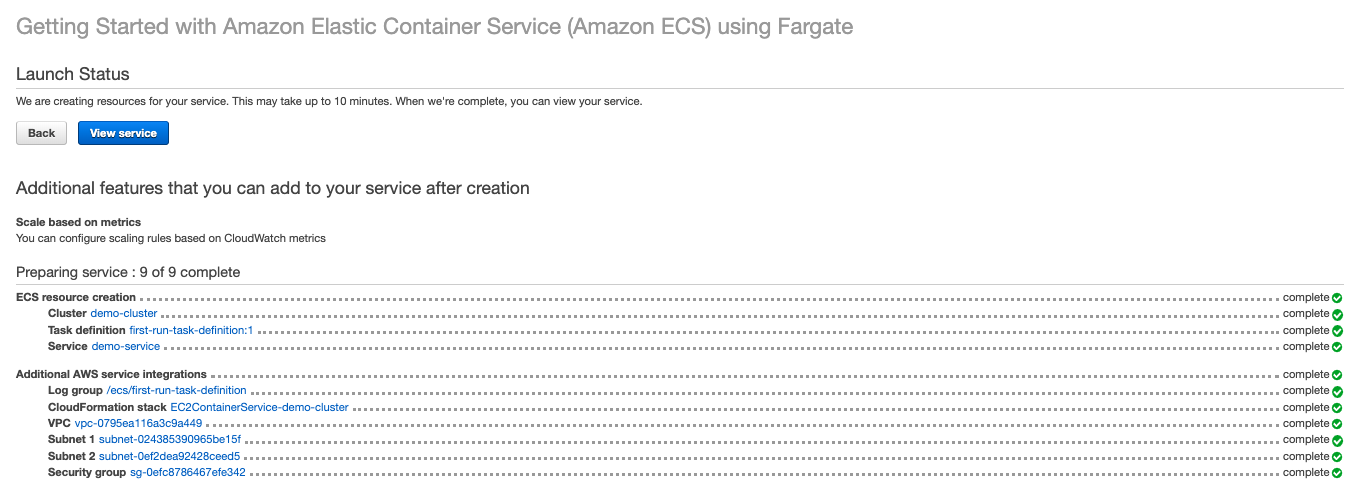 Getting Started with Amazon Elastic Container Service (Amazon ECS) using Fargate
Launch Status
We are creating resources for your service. This may take up to 10 minutes. When we're complete, you can view your service.
Back View service
Additional features that you can add to your service after creation
Scale based on metrics
You can configure scaling rules based on CloudWatch metrics
Preparing service : 9 of 9 complete
ECS resource creation complete
Cluster demo-cluster complete
Task definition first-run-task-definition:1 complete
Service demo-service complete
Additional AWS service integrations complete
Log group /ecs/first-run-task-definition complete
CloudFormation stack EC2ContainerService-demo-cluster complete
VPC vpc-0795ea116a3c9a449 complete
Subnet 1 subnet-024385390965be15f complete
Subnet 2 subnet-0ef2dea92428ceed5 complete
Security group sg-0efc8786467efe342 complete